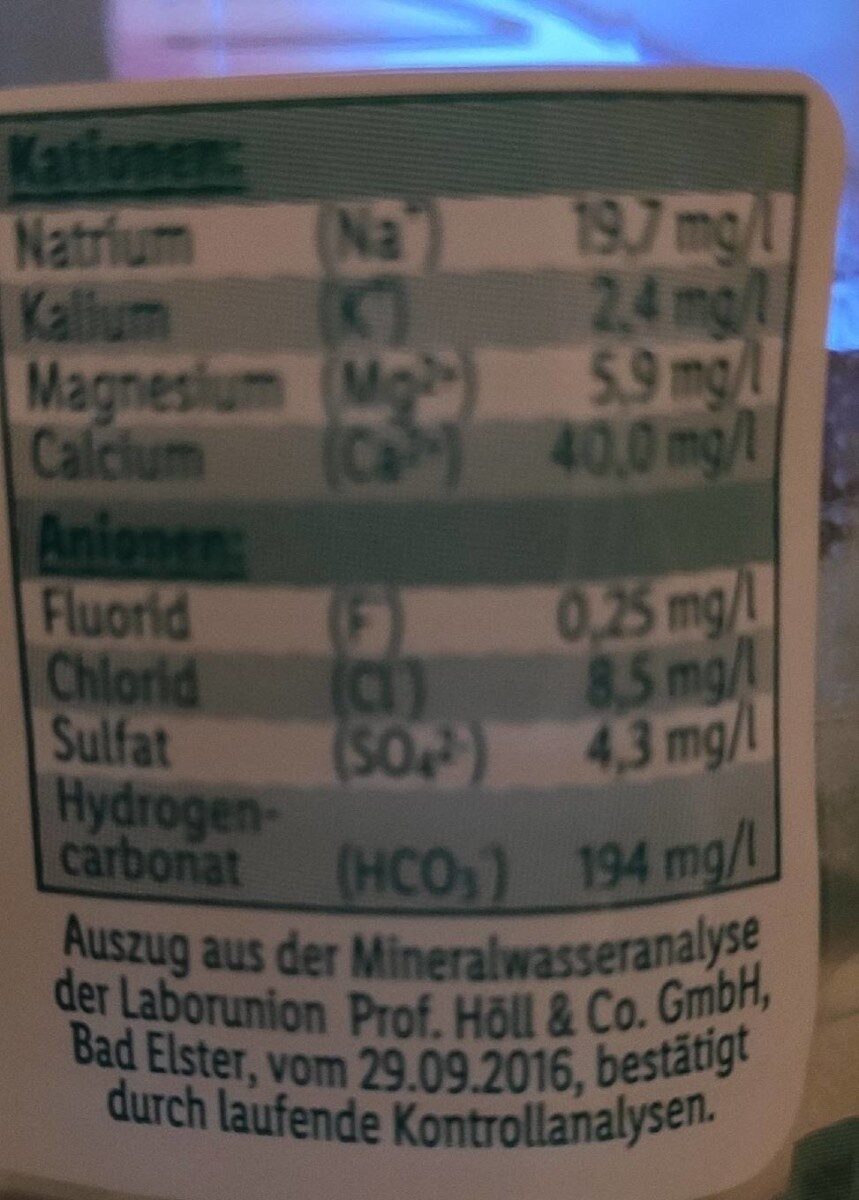 Kationen:
Natrium (Na⁺) 19,7 mg/l
Kalium (K⁺) 2,4 mg/l
Magnesium (Mg²⁺) 5,9 mg/l
Calcium (Ca²⁺) 40,0 mg/l
Anionen:
Fluorid (F⁻) 0,25 mg/l
Chlorid (Cl⁻) 8,5 mg/l
Sulfat (SO₄²⁻) 4,3 mg/l
Hydrogen-
carbonat (HCO₃⁻) 194 mg/l
Auszug aus der Mineralwasseranalyse
der Laborunion Prof. Höll & Co. GmbH,
Bad Elster, vom 29.09.2016, bestätigt
durch laufende Kontrollanalysen.